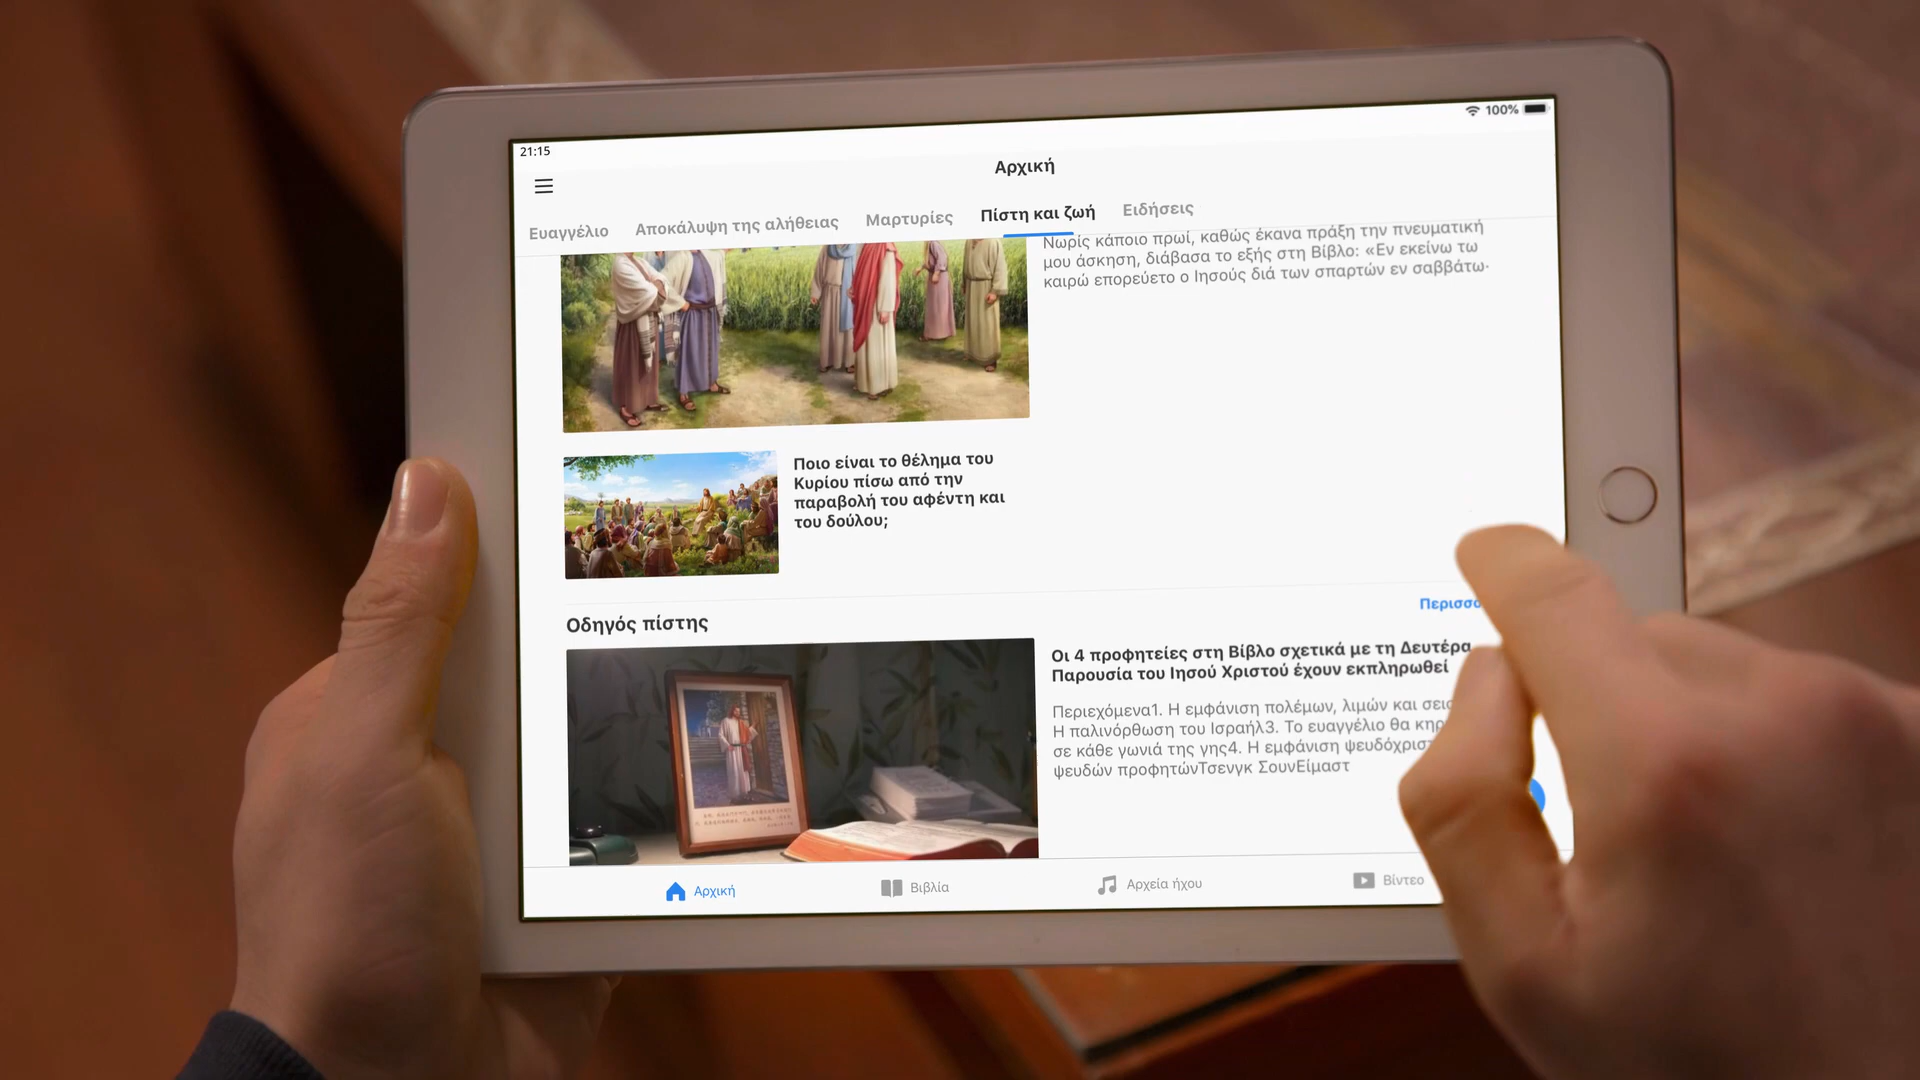 21:15
100%
Αρχική
Ευαγγέλιο
Αποκάλυψη της αλήθειας
Μαρτυρίες
Πίστη και ζωή
Ειδήσεις
Νωρίς κάποιο πρωί, καθώς έκανα πράξη την πνευματική
μου άσκηση, διάβασα το εξής στη Βίβλο: «Εν εκείνω τω
καιρώ επορεύετο ο Ιησούς διά των σπαρτών εν σαββάτω·
Ποιο είναι το θέλημα του
Κυρίου πίσω από την
παραβολή του αφέντη και
του δούλου;
Οδηγός πίστης
Οι 4 προφητείες στη Βίβλο σχετικά με τη Δευτέρα
Παρουσία του Ιησού Χριστού έχουν εκπληρωθεί
Περιεχόμενα1. Η εμφάνιση πολέμων, λιμών και
Η παλινόρθωση του Ισραήλ3. Το ευαγγέλιο θα
σε κάθε γωνιά της γης4. Η εμφάνιση
ψευδών προφητώνΤσενγκ ΣουνΕίμαστ
Αρχική
Βιβλία
Αρχεία ήχου
Βίντεο